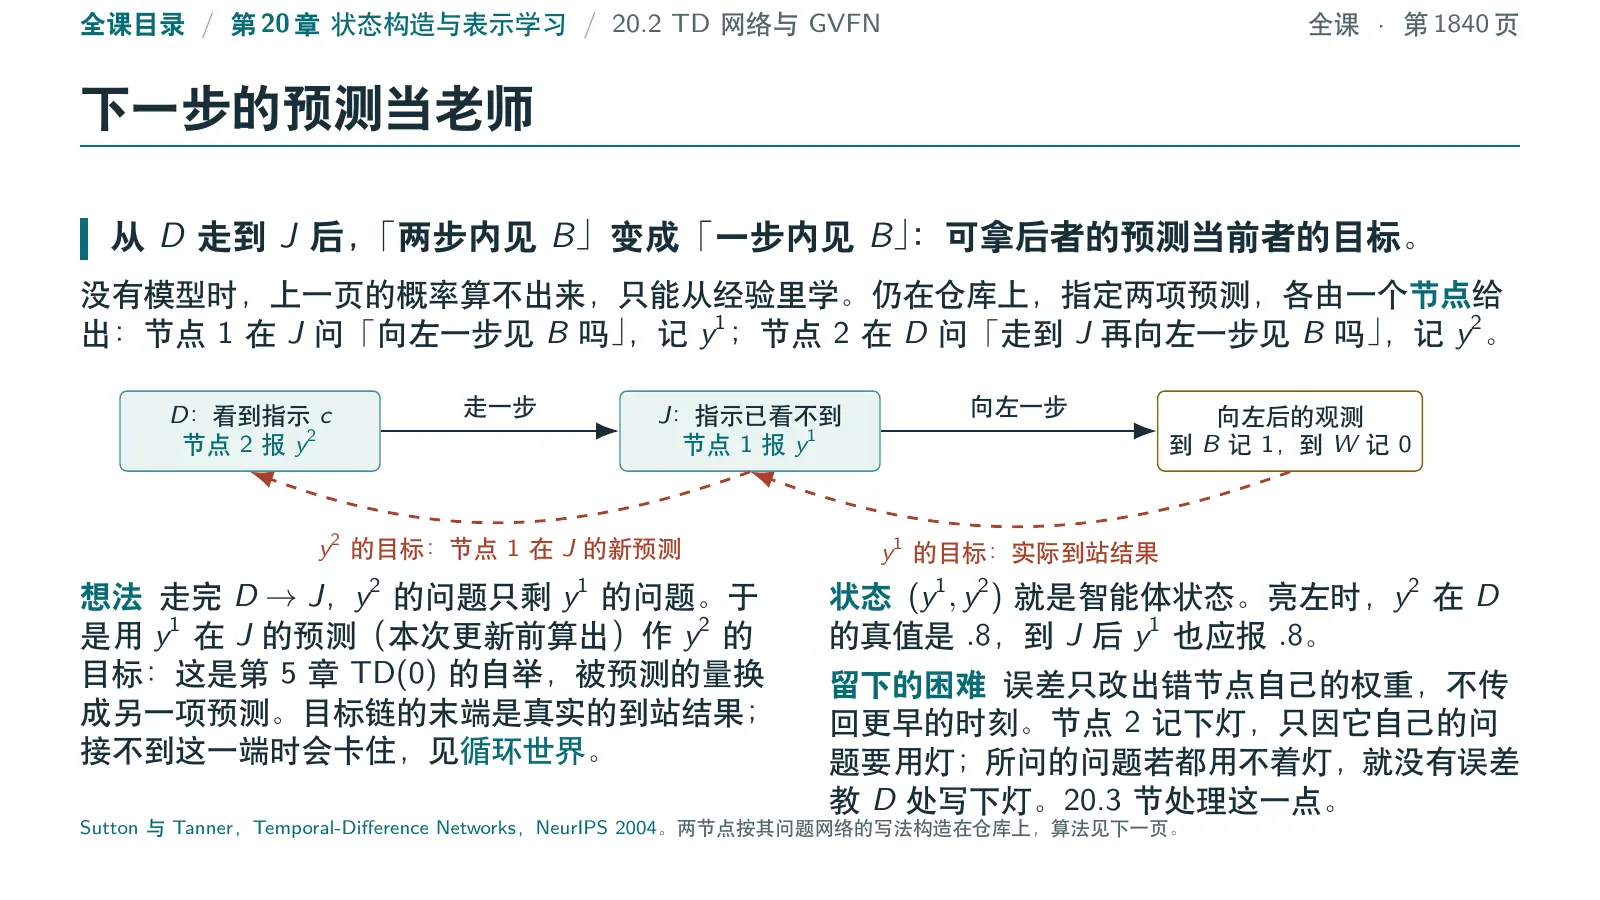 全课目录 / 第 20 章 状态构造与表示学习 / 20.2 TD 网络与 GVFN
全课 · 第 1840 页
下一步的预测当老师
从 D 走到 J 后，「两步内见 B」变成「一步内见 B」：可拿后者的预测当前者的目标。
没有模型时，上一页的概率算不出来，只能从经验里学。仍在仓库上，指定两项预测，各由一个节点给
出：节点 1 在 J 问「向左一步见 B 吗」，记 y¹；节点 2 在 D 问「走到 J 再向左一步见 B 吗」，记 y²。
D：看到指示 c
节点 2 报 y²
走一步
J：指示已看不到
节点 1 报 y¹
向左一步
向左后的观测
到 B 记 1，到 W 记 0
y² 的目标：节点 1 在 J 的新预测
y¹ 的目标：实际到站结果
想法 走完 D → J，y² 的问题只剩 y¹ 的问题。于
是用 y¹ 在 J 的预测（本次更新前算出）作 y² 的
目标：这是第 5 章 TD(0) 的自举，被预测的量换
成另一项预测。目标链的末端是真实的到站结果；
接不到这一端时会卡住，见循环世界。
状态 (y¹, y²) 就是智能体状态。亮左时，y² 在 D
的真值是 .8，到 J 后 y¹ 也应报 .8。
留下的困难 误差只改出错节点自己的权重，不传
回更早的时刻。节点 2 记下灯，只因它自己的问
题要用灯；所问的问题若都用不着灯，就没有误差
教 D 处写下灯。20.3 节处理这一点。
Sutton 与 Tanner，Temporal-Difference Networks，NeurIPS 2004。两节点按其问题网络的写法构造在仓库上，算法见下一页。